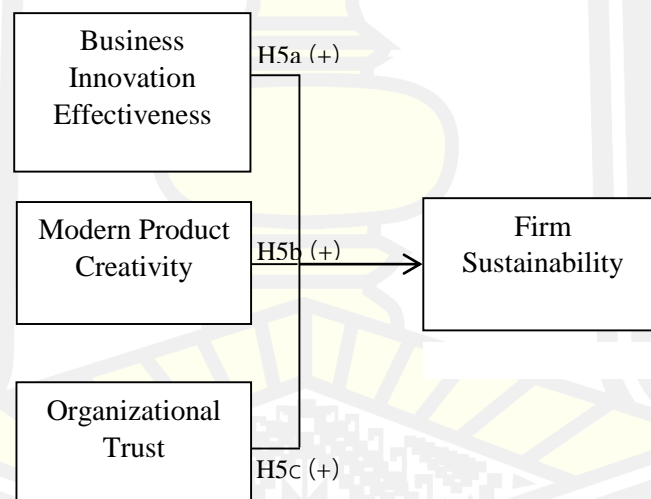 Business
Innovation
Effectiveness
H5a (+)
Modern Product
Creativity
H5b (+)
Firm
Sustainability
Organizational
Trust
H5c (+)